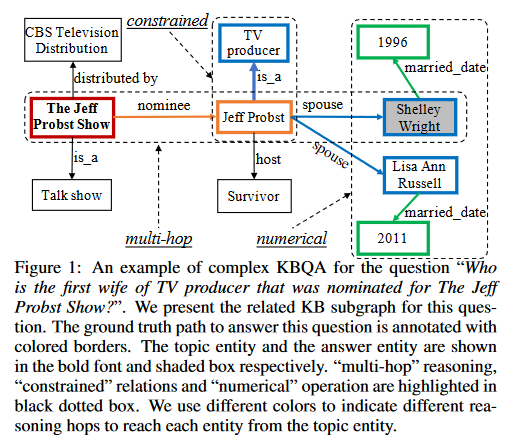 constrained
CBS Television
Distribution
TV
producer
1996
distributed by
is_a
married_date
The Jeff
Probst Show
nominee
Jeff Probst
spouse
Shelley
Wright
is_a
host
spouse
Lisa Ann
Russell
Talk show
Survivor
married_date
multi-hop
numerical
2011
Figure 1: An example of complex KBQA for the question “Who
is the first wife of TV producer that was nominated for The Jeff
Probst Show?”. We present the related KB subgraph for this ques-
tion. The ground truth path to answer this question is annotated with
colored borders. The topic entity and the answer entity are shown
in the bold font and shaded box respectively. “multi-hop” reasoning,
“constrained” relations and “numerical” operation are highlighted in
black dotted box. We use different colors to indicate different rea-
soning hops to reach each entity from the topic entity.